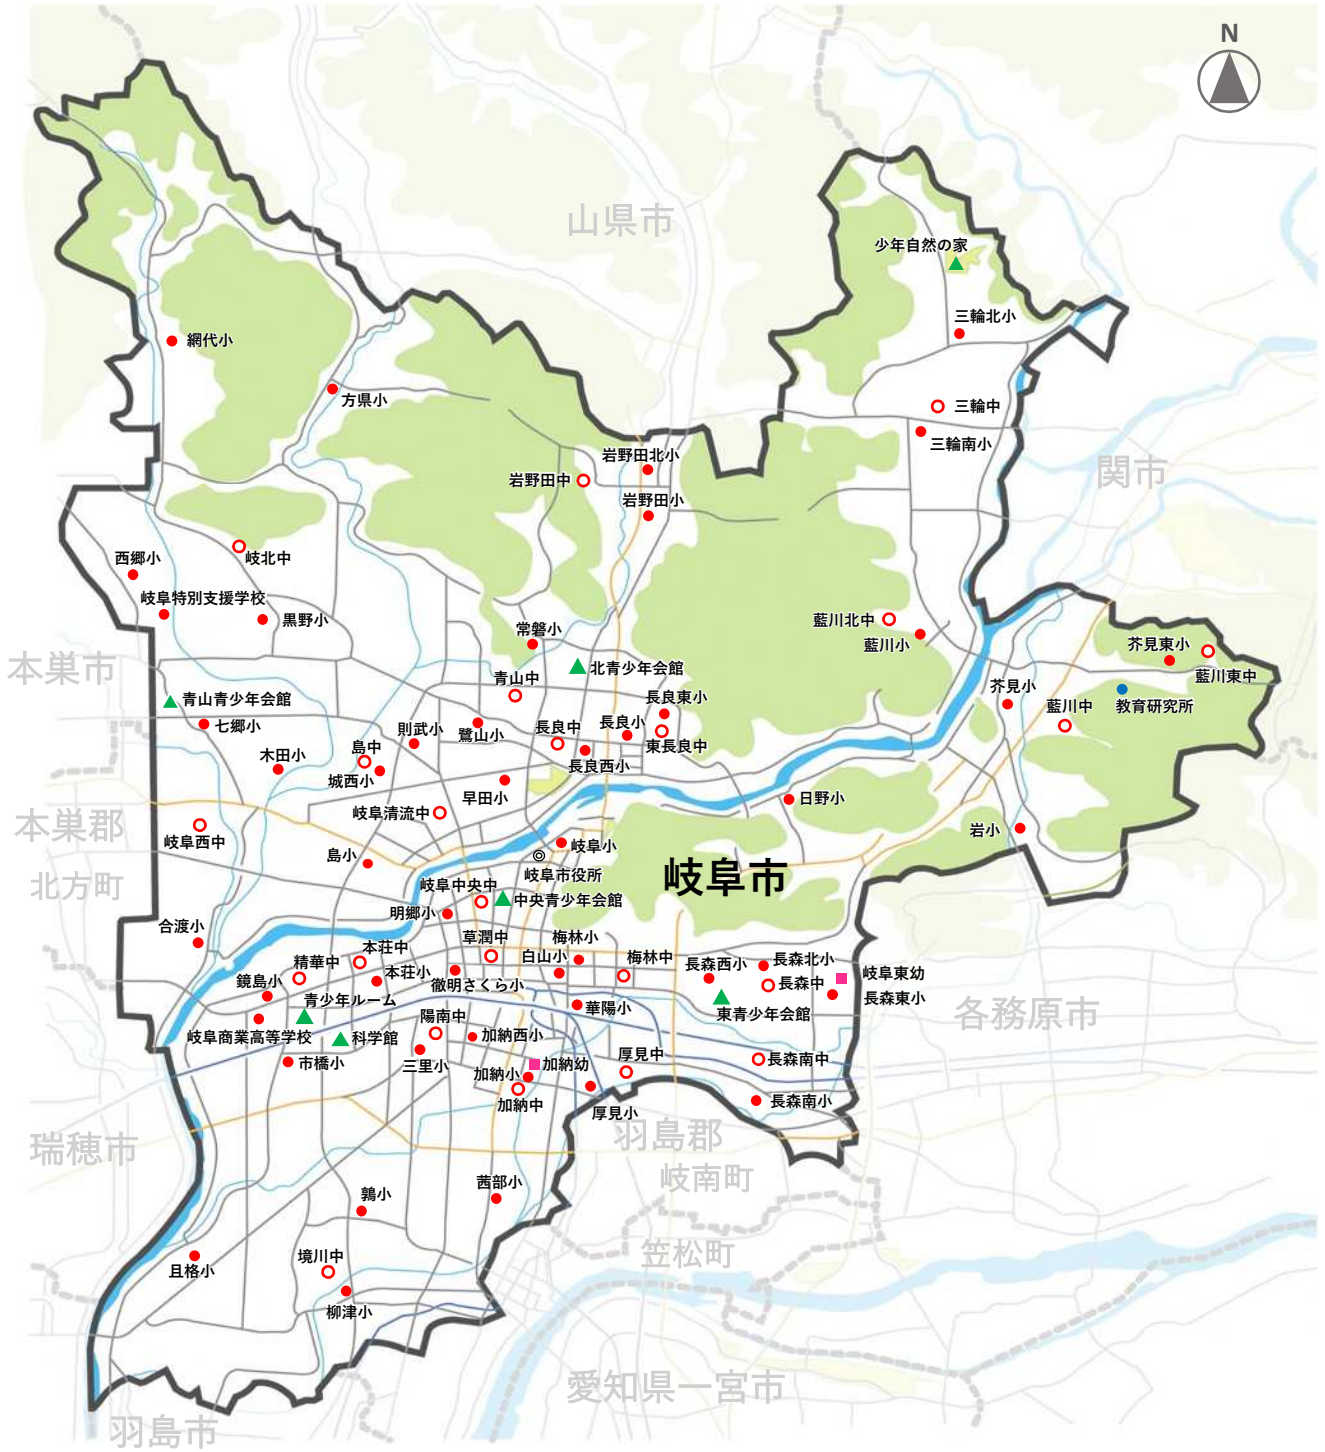 N
山県市
少年自然の家
三輪北小
網代小
方県小
三輪中
三輪南小
岩野田北小
岩野田中
関市
岩野田小
岐北中
西郷小
岐阜特別支援学校
黒野小
藍川北中
藍川小
常磐小
芥見東小
本巣市
北青少年会館
藍川東中
青山中
芥見小
青山青少年会館
長良東小
藍川中
教育研究所
七郷小
則武小
鷺山小
長良中
長良小
島中
東長良中
木田小
城西小
長良西小
早田小
日野小
岐阜清流中
本巣郡
岐阜西中
岩小
岐阜小
島小
岐阜市役所
岐阜市
北方町
岐阜中央中
中央青少年会館
明郷小
合渡小
草潤中
梅林小
本荘中
精華中
白山小
梅林中
長森西小
長森北小
本荘小
岐阜東幼
鏡島小
徹明さくら小
長森中
長森東小
青少年ルーム
華陽小
東青少年会館
各務原市
陽南中
岐阜商業高等学校
科学館
加納西小
市橋小
三里小
厚見中
長森南中
加納小
加納幼
加納中
厚見小
長森南小
羽島郡
瑞穂市
岐南町
茜部小
鶉小
笠松町
境川中
且格小
柳津小
愛知県一宮市
羽島市